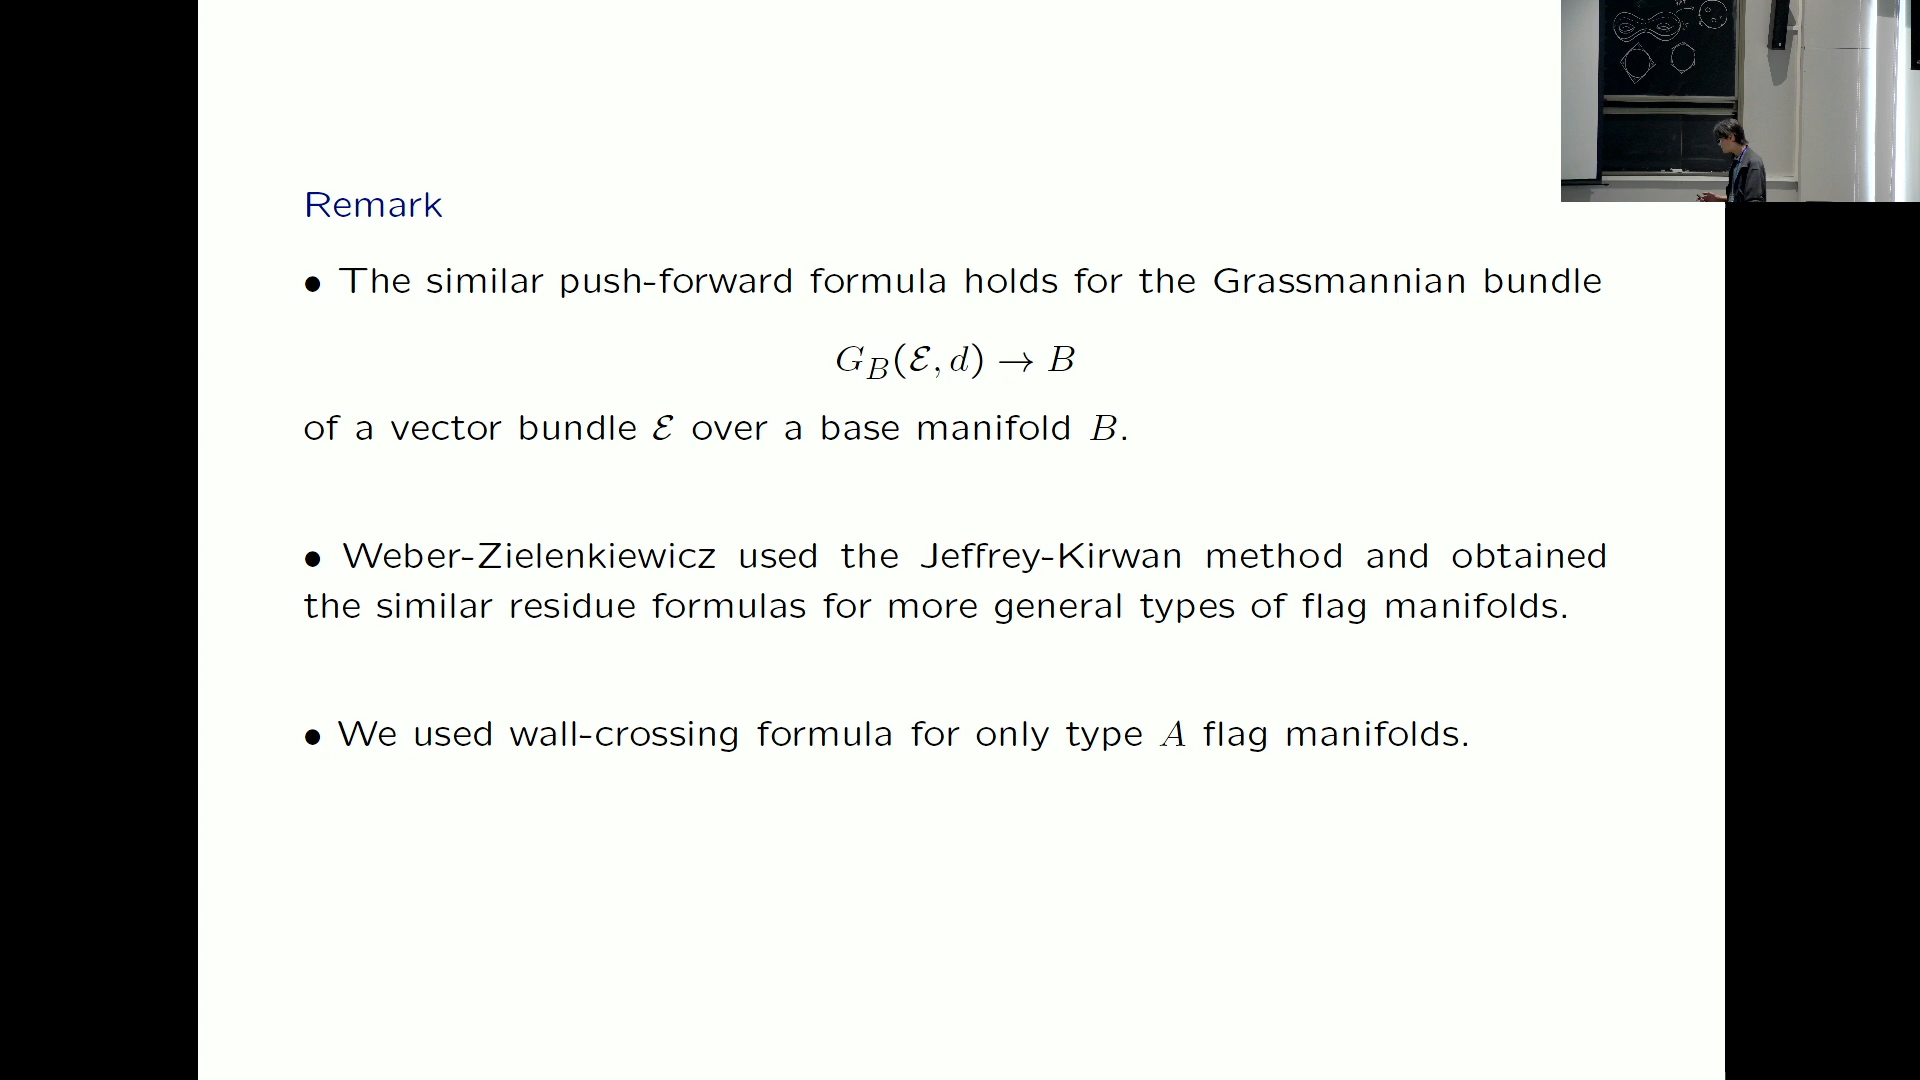 Remark
• The similar push-forward formula holds for the Grassmannian bundle
G_B(ℰ, d) → B
of a vector bundle ℰ over a base manifold B.
• Weber-Zielenkiewicz used the Jeffrey-Kirwan method and obtained
the similar residue formulas for more general types of flag manifolds.
• We used wall-crossing formula for only type A flag manifolds.